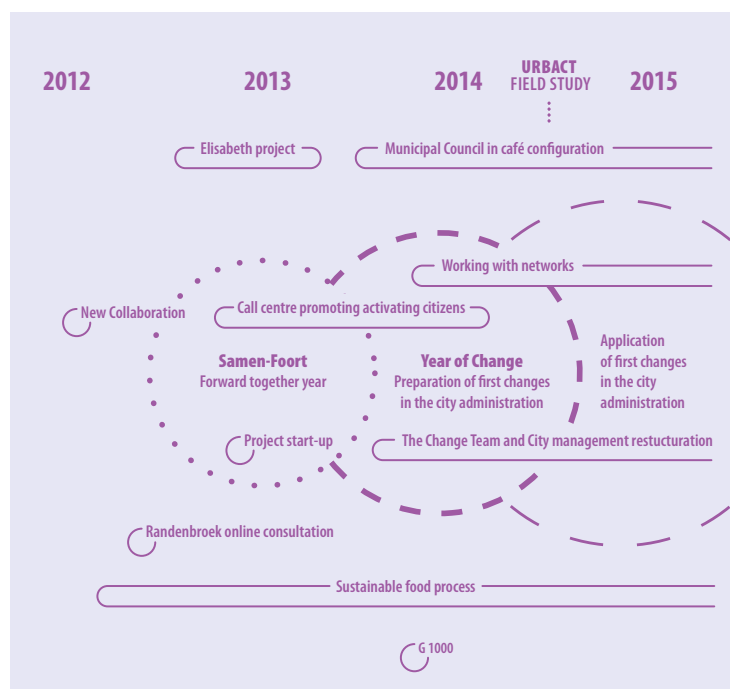 2012
2013
2014
URBACT
FIELD STUDY
2015
Elisabeth project
Municipal Council in café configuration
Working with networks
New Collaboration
Call centre promoting activating citizens
Samen-Foort
Forward together year
Year of Change
Preparation of first changes
in the city administration
Application
of first changes
in the city
administration
Project start-up
The Change Team and City management restucturation
Randenbroek online consultation
Sustainable food process
G 1000